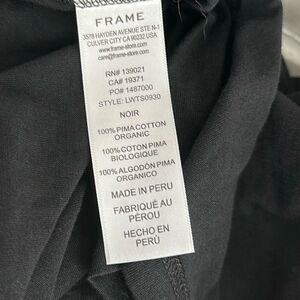 FRAME
3578 HAYDEN AVENUE STE N-1
CULVER CITY CA 90232 USA
www.frame-store.com
care@frame-store.com
RN# 139021
CA# 19371
PO# 1487000
STYLE: LWTS0930
NOIR
100% PIMA COTTON
ORGANIC
100% COTON PIMA
BIOLOGIQUE
100% ALGODÓN PIMA
ORGANICO
MADE IN PERU
FABRIQUÉ AU
PÉROU
HECHO EN
PERÚ